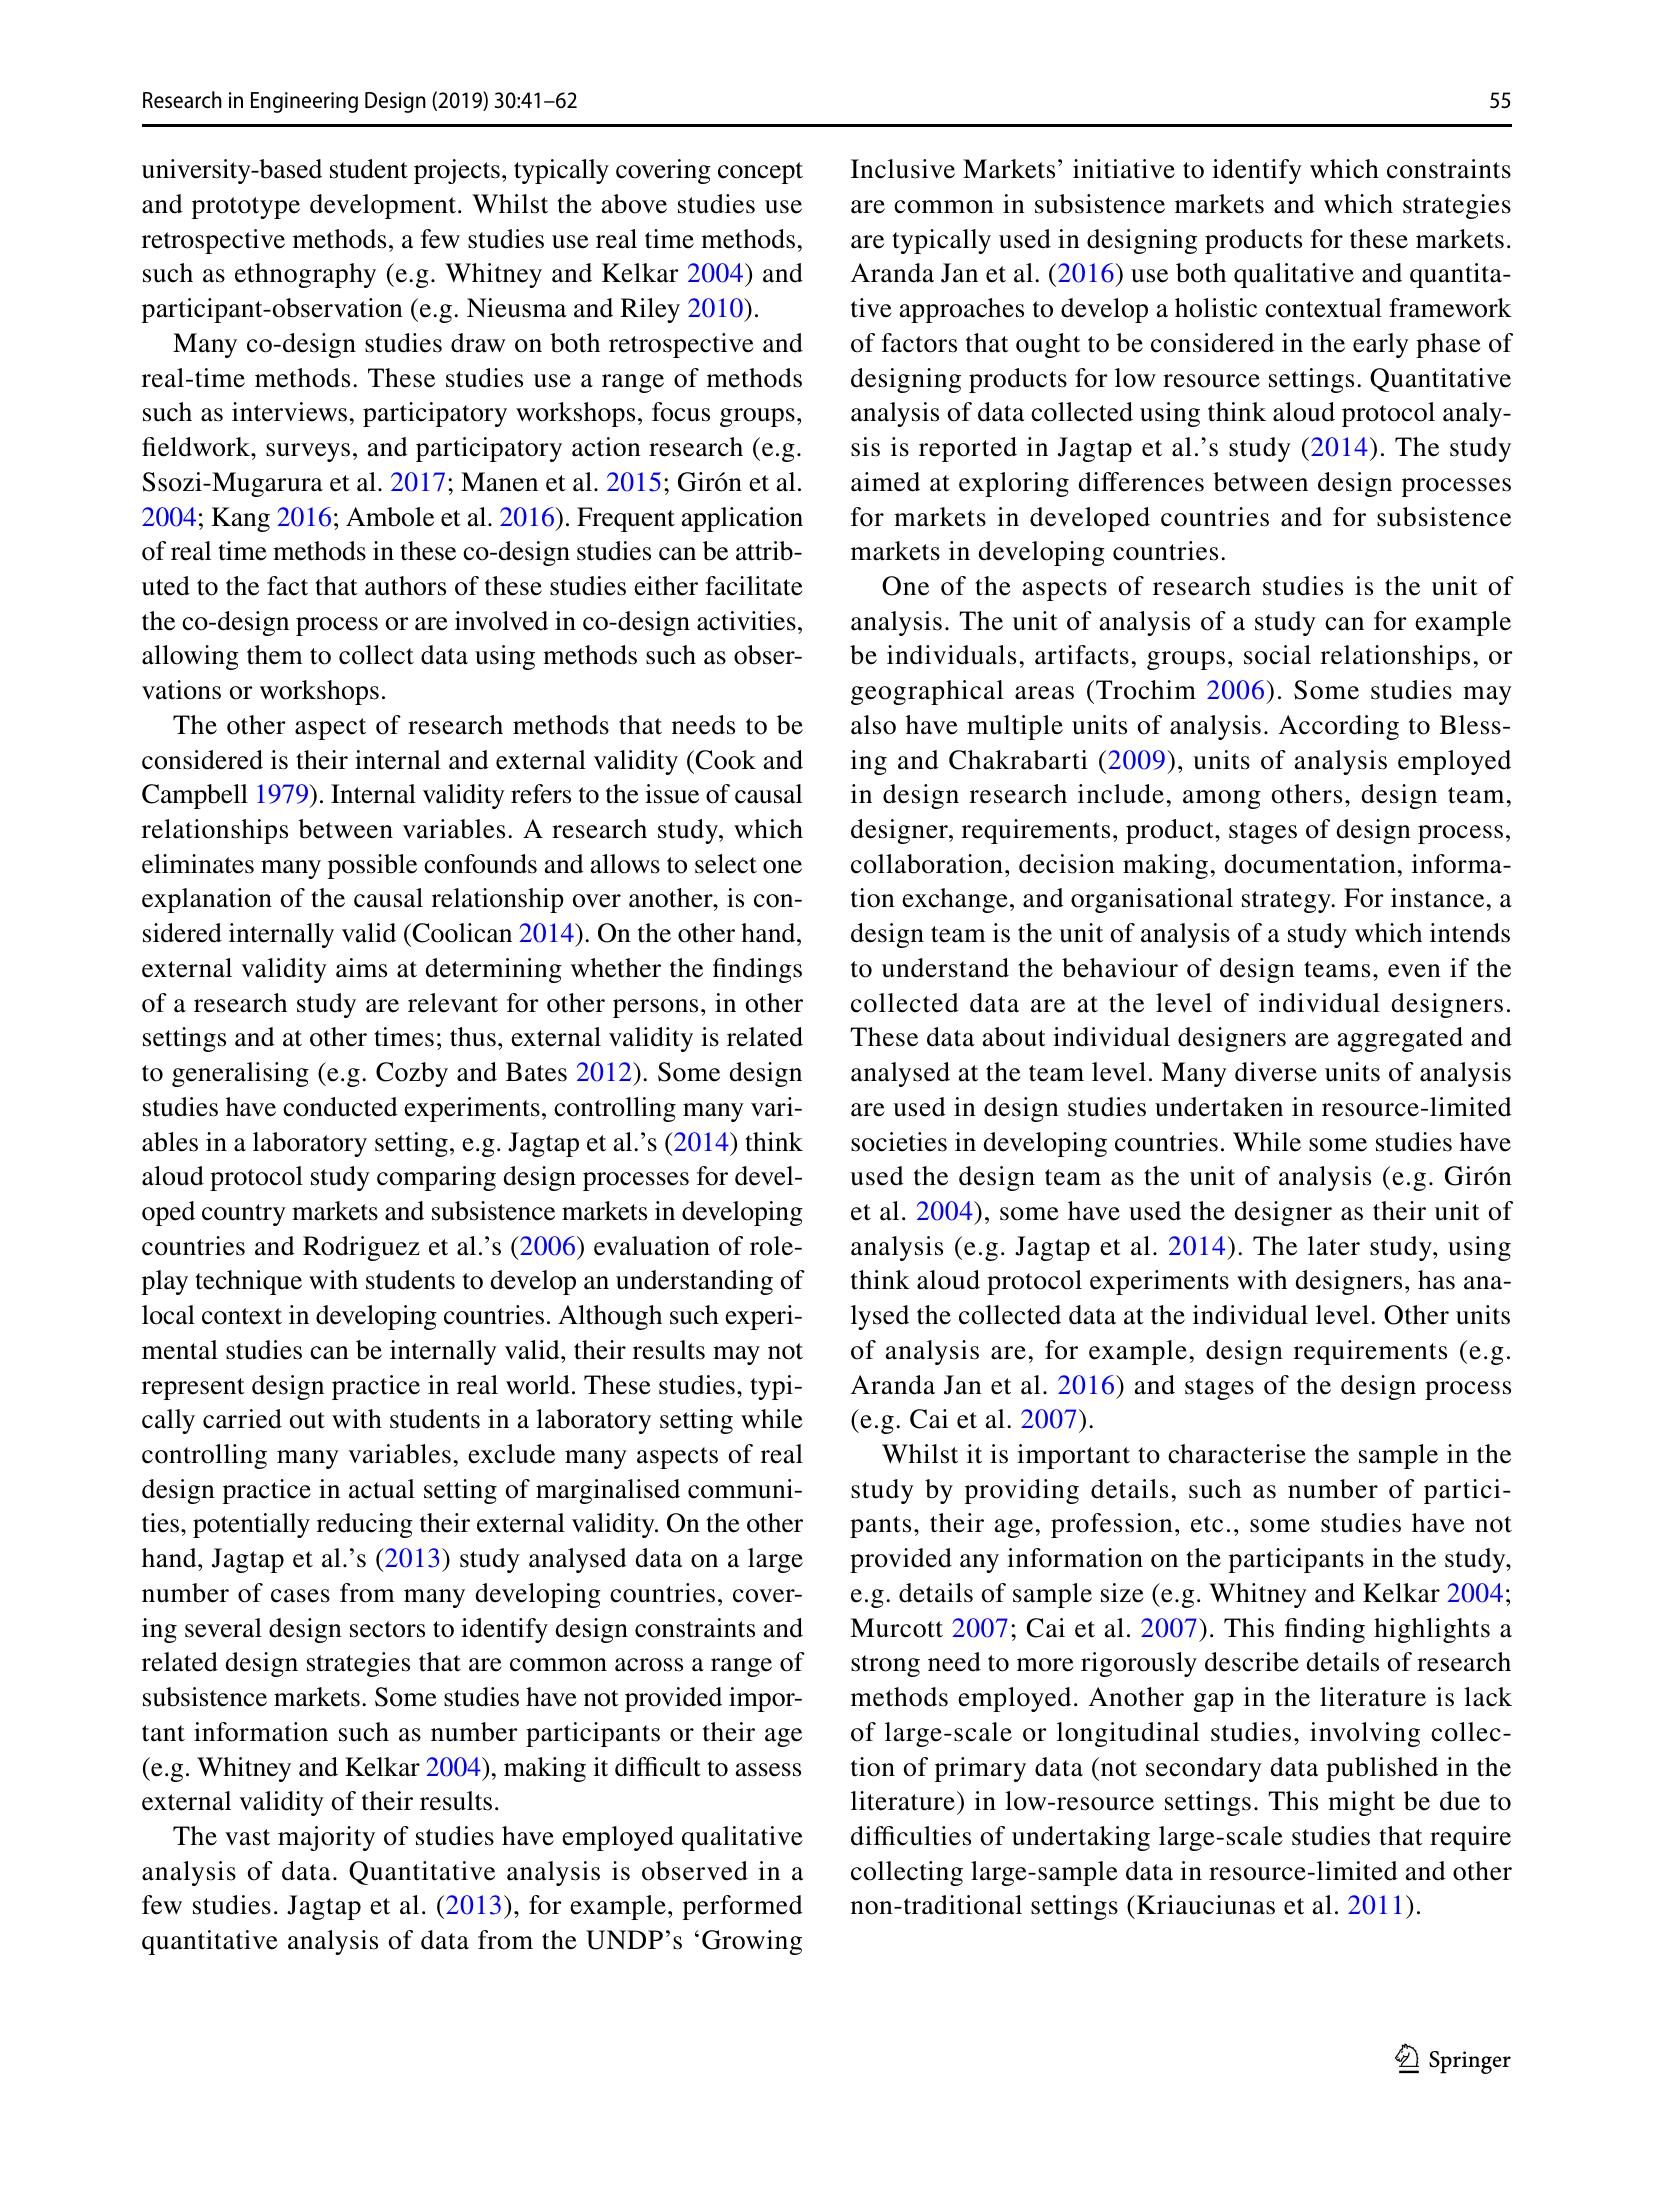 Research in Engineering Design (2019) 30:41–62
55
university-based student projects, typically covering concept
and prototype development. Whilst the above studies use
retrospective methods, a few studies use real time methods,
such as ethnography (e.g. Whitney and Kelkar 2004) and
participant-observation (e.g. Nieusma and Riley 2010).
Many co-design studies draw on both retrospective and
real-time methods. These studies use a range of methods
such as interviews, participatory workshops, focus groups,
fieldwork, surveys, and participatory action research (e.g.
Ssozi-Mugarura et al. 2017; Manen et al. 2015; Girón et al.
2004; Kang 2016; Ambole et al. 2016). Frequent application
of real time methods in these co-design studies can be attrib-
uted to the fact that authors of these studies either facilitate
the co-design process or are involved in co-design activities,
allowing them to collect data using methods such as obser-
vations or workshops.
The other aspect of research methods that needs to be
considered is their internal and external validity (Cook and
Campbell 1979). Internal validity refers to the issue of causal
relationships between variables. A research study, which
eliminates many possible confounds and allows to select one
explanation of the causal relationship over another, is con-
sidered internally valid (Coolican 2014). On the other hand,
external validity aims at determining whether the findings
of a research study are relevant for other persons, in other
settings and at other times; thus, external validity is related
to generalising (e.g. Cozby and Bates 2012). Some design
studies have conducted experiments, controlling many vari-
ables in a laboratory setting, e.g. Jagtap et al.’s (2014) think
aloud protocol study comparing design processes for devel-
oped country markets and subsistence markets in developing
countries and Rodriguez et al.’s (2006) evaluation of role-
play technique with students to develop an understanding of
local context in developing countries. Although such experi-
mental studies can be internally valid, their results may not
represent design practice in real world. These studies, typi-
cally carried out with students in a laboratory setting while
controlling many variables, exclude many aspects of real
design practice in actual setting of marginalised communi-
ties, potentially reducing their external validity. On the other
hand, Jagtap et al.’s (2013) study analysed data on a large
number of cases from many developing countries, cover-
ing several design sectors to identify design constraints and
related design strategies that are common across a range of
subsistence markets. Some studies have not provided impor-
tant information such as number participants or their age
(e.g. Whitney and Kelkar 2004), making it difficult to assess
external validity of their results.
The vast majority of studies have employed qualitative
analysis of data. Quantitative analysis is observed in a
few studies. Jagtap et al. (2013), for example, performed
quantitative analysis of data from the UNDP’s ‘Growing
Inclusive Markets’ initiative to identify which constraints
are common in subsistence markets and which strategies
are typically used in designing products for these markets.
Aranda Jan et al. (2016) use both qualitative and quantita-
tive approaches to develop a holistic contextual framework
of factors that ought to be considered in the early phase of
designing products for low resource settings. Quantitative
analysis of data collected using think aloud protocol analy-
sis is reported in Jagtap et al.’s study (2014). The study
aimed at exploring differences between design processes
for markets in developed countries and for subsistence
markets in developing countries.
One of the aspects of research studies is the unit of
analysis. The unit of analysis of a study can for example
be individuals, artifacts, groups, social relationships, or
geographical areas (Trochim 2006). Some studies may
also have multiple units of analysis. According to Bless-
ing and Chakrabarti (2009), units of analysis employed
in design research include, among others, design team,
designer, requirements, product, stages of design process,
collaboration, decision making, documentation, informa-
tion exchange, and organisational strategy. For instance, a
design team is the unit of analysis of a study which intends
to understand the behaviour of design teams, even if the
collected data are at the level of individual designers.
These data about individual designers are aggregated and
analysed at the team level. Many diverse units of analysis
are used in design studies undertaken in resource-limited
societies in developing countries. While some studies have
used the design team as the unit of analysis (e.g. Girón
et al. 2004), some have used the designer as their unit of
analysis (e.g. Jagtap et al. 2014). The later study, using
think aloud protocol experiments with designers, has ana-
lysed the collected data at the individual level. Other units
of analysis are, for example, design requirements (e.g.
Aranda Jan et al. 2016) and stages of the design process
(e.g. Cai et al. 2007).
Whilst it is important to characterise the sample in the
study by providing details, such as number of partici-
pants, their age, profession, etc., some studies have not
provided any information on the participants in the study,
e.g. details of sample size (e.g. Whitney and Kelkar 2004;
Murcott 2007; Cai et al. 2007). This finding highlights a
strong need to more rigorously describe details of research
methods employed. Another gap in the literature is lack
of large-scale or longitudinal studies, involving collec-
tion of primary data (not secondary data published in the
literature) in low-resource settings. This might be due to
difficulties of undertaking large-scale studies that require
collecting large-sample data in resource-limited and other
non-traditional settings (Kriauciunas et al. 2011).
Springer